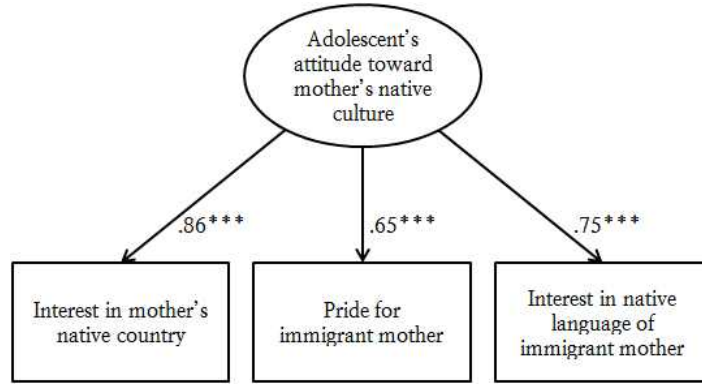 Adolescent's
attitude toward
mother's native
culture
.86***
.65***
.75***
Interest in mother's
native country
Pride for
immigrant mother
Interest in native
language of
immigrant mother